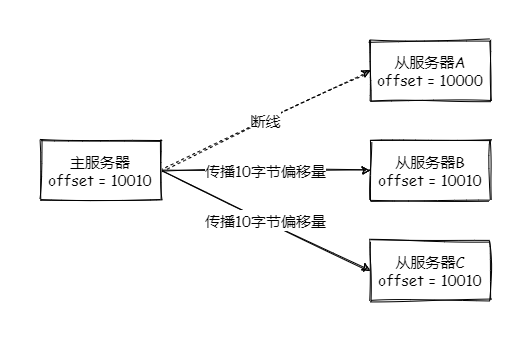 从服务器A
offset = 10000
断线
主服务器
offset = 10010
传播10字节偏移量
从服务器B
offset = 10010
传播10字节偏移量
从服务器C
offset = 10010